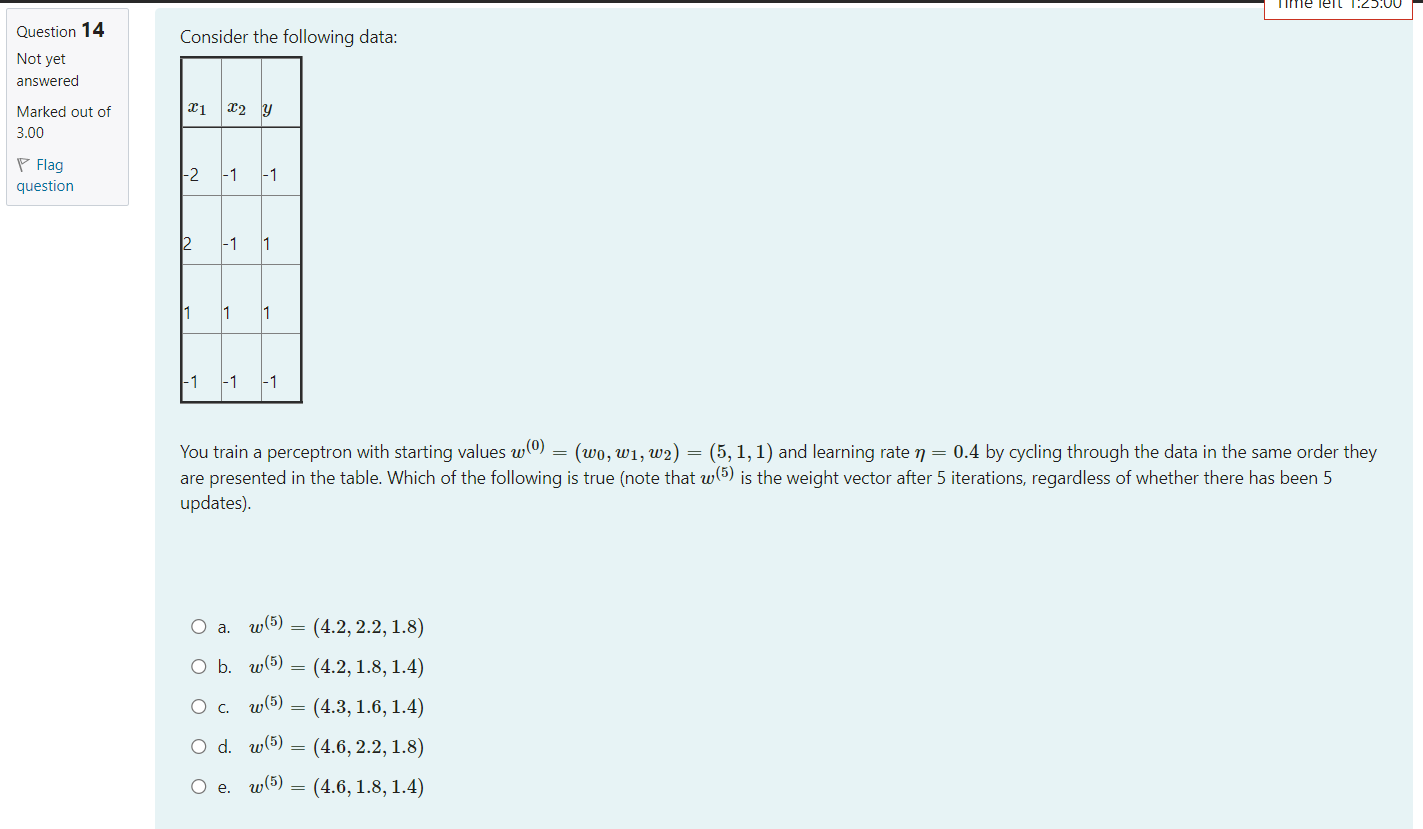 Time left 1:25:00
Question 14
Not yet
answered
Marked out of
3.00
Flag
question
Consider the following data:
x1 x2 y
-2 -1 -1
2 -1 1
1 1 1
-1 -1 -1
You train a perceptron with starting values w^(0) = (w0, w1, w2) = (5, 1, 1) and learning rate η = 0.4 by cycling through the data in the same order they
are presented in the table. Which of the following is true (note that w^(5) is the weight vector after 5 iterations, regardless of whether there has been 5
updates).
a. w^(5) = (4.2, 2.2, 1.8)
b. w^(5) = (4.2, 1.8, 1.4)
c. w^(5) = (4.3, 1.6, 1.4)
d. w^(5) = (4.6, 2.2, 1.8)
e. w^(5) = (4.6, 1.8, 1.4)